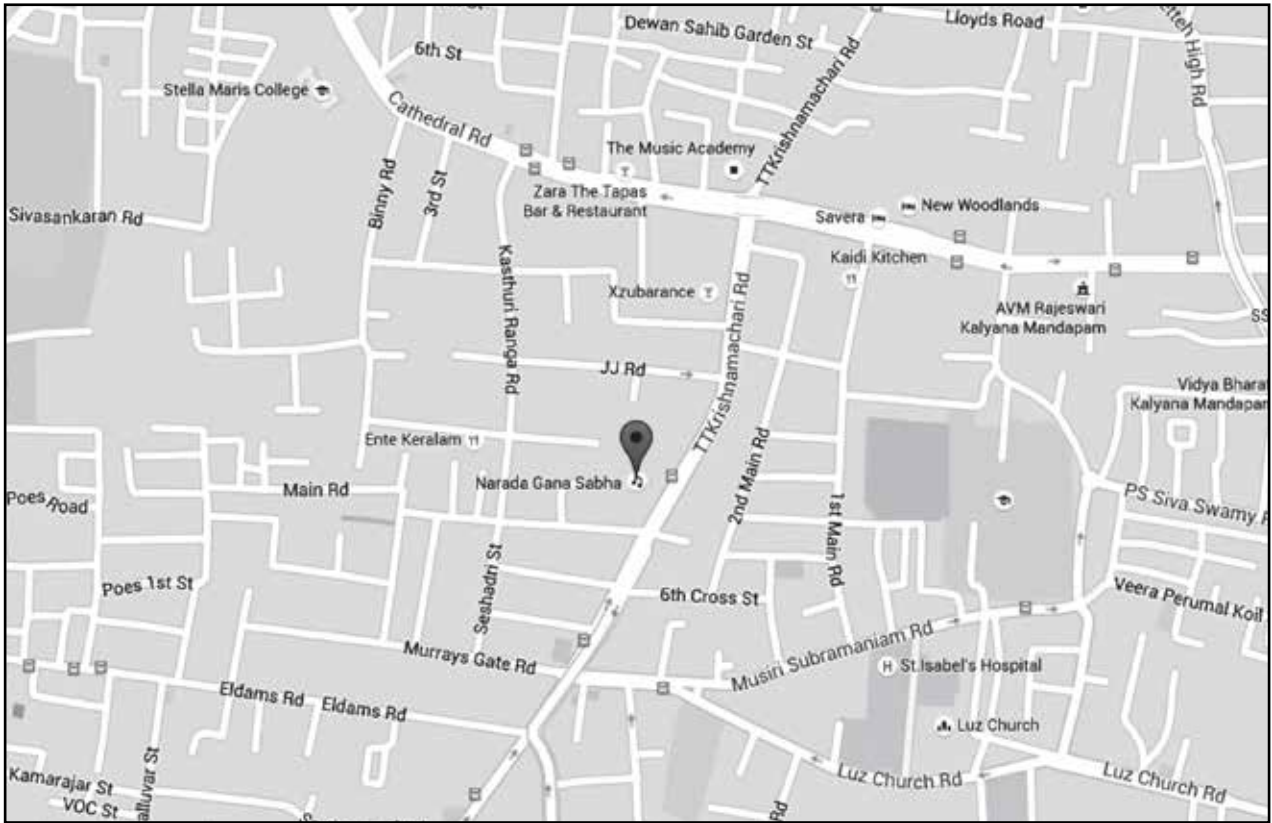 Dewan Sahib Garden St
Lloyds Road
6th St
Stella Maris College
Cathedral Rd
TTKrishnamachari Rd
The Music Academy
Zara The Tapas
Bar & Restaurant
Binny Rd
3rd St
Sivasankaran Rd
Savera
New Woodlands
Kasthuri Ranga Rd
Kaidi Kitchen
Xzubarance
AVM Rajeswari
Kalyana Mandapam
JJ Rd
TTKrishnamachari Rd
Kalyana Mandapam
Ente Keralam
Narada Gana Sabha
Main Rd
2nd Main Rd
1st Main Rd
Poes Road
PS Siva Swamy
Poes 1st St
Seshadri St
6th Cross St
Veera Perumal Koil
Murrays Gate Rd
Musiri Subramaniam Rd
H St.Isabel's Hospital
Eldams Rd
Eldams Rd
Luz Church
Luz Church Rd
Luz Church Rd
Kamarajar St
VOC St
Rd